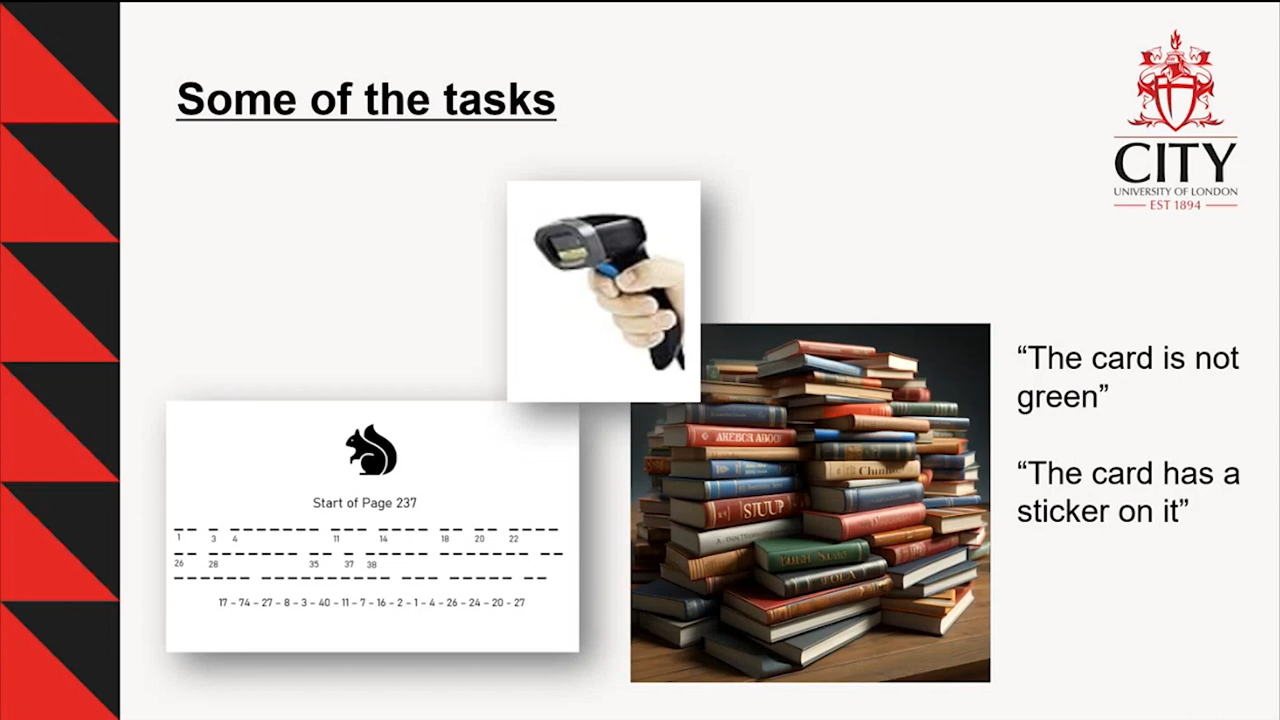 Some of the tasks
CITY
UNIVERSITY OF LONDON
EST 1894
Start of Page 237
1 3 4 11 14 18 20 22
26 28 35 37 38
17 – 74 – 27 – 8 – 3 – 40 – 11 – 7 – 16 – 2 – 1 – 4 – 26 – 24 – 20 – 27
SJUUP
“The card is not
green”
“The card has a
sticker on it”